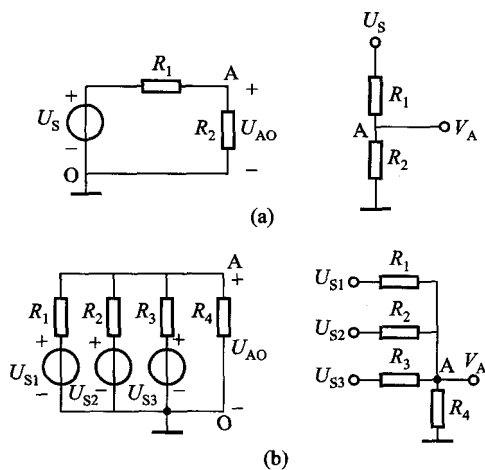 U_S
R_1
A
+
+
R_1
U_S
R_2
U_AO
A
V_A
−
R_2
O
−
(a)
A
+
R_1
U_S1
R_1
R_2
R_3
R_4
R_2
U_S2
+
+
+
U_AO
R_3
A
V_A
U_S3
U_S1
U_S2
U_S3
R_4
−
−
−
O
−
(b)